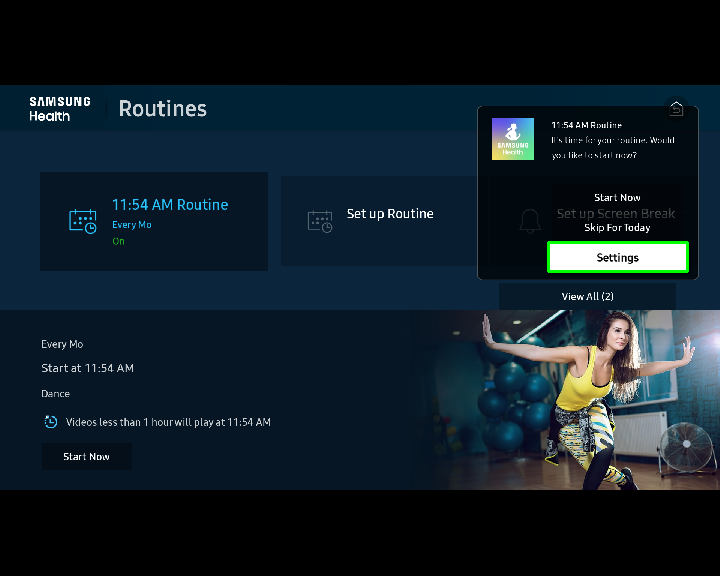 SAMSUNG
Health
Routines
11:54 AM Routine
It's time for your routine. Would
you like to start now?
SAMSUNG
Health
Start Now
Skip For Today
Settings
View All (2)
11:54 AM Routine
Every Mo
On
Set up Routine
Set up Screen Break
Every Mo
Start at 11:54 AM
Dance
Videos less than 1 hour will play at 11:54 AM
Start Now